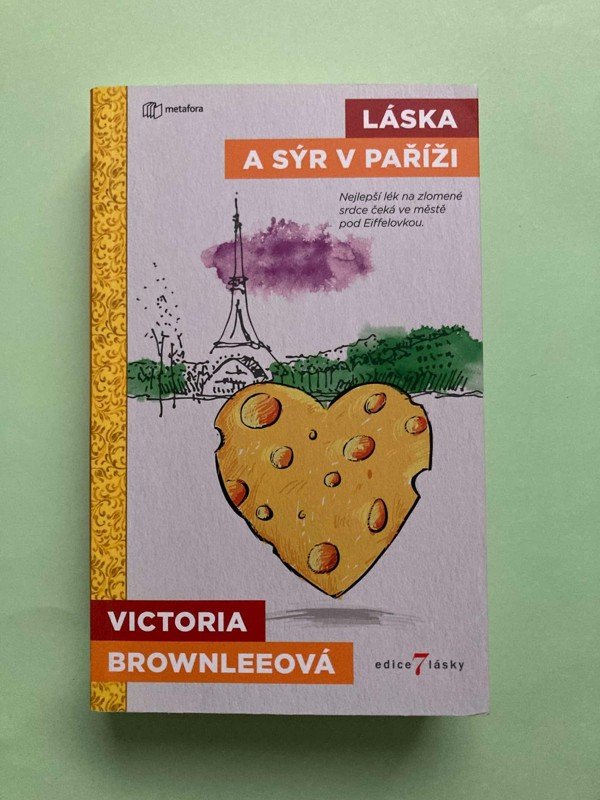 metafora
LÁSKA
A SÝR V PAŘÍŽI
Nejlepší lék na zlomené
srdce čeká ve městě
pod Eiffelovkou.
VICTORIA
BROWNLEEOVÁ
edice 7 lásky